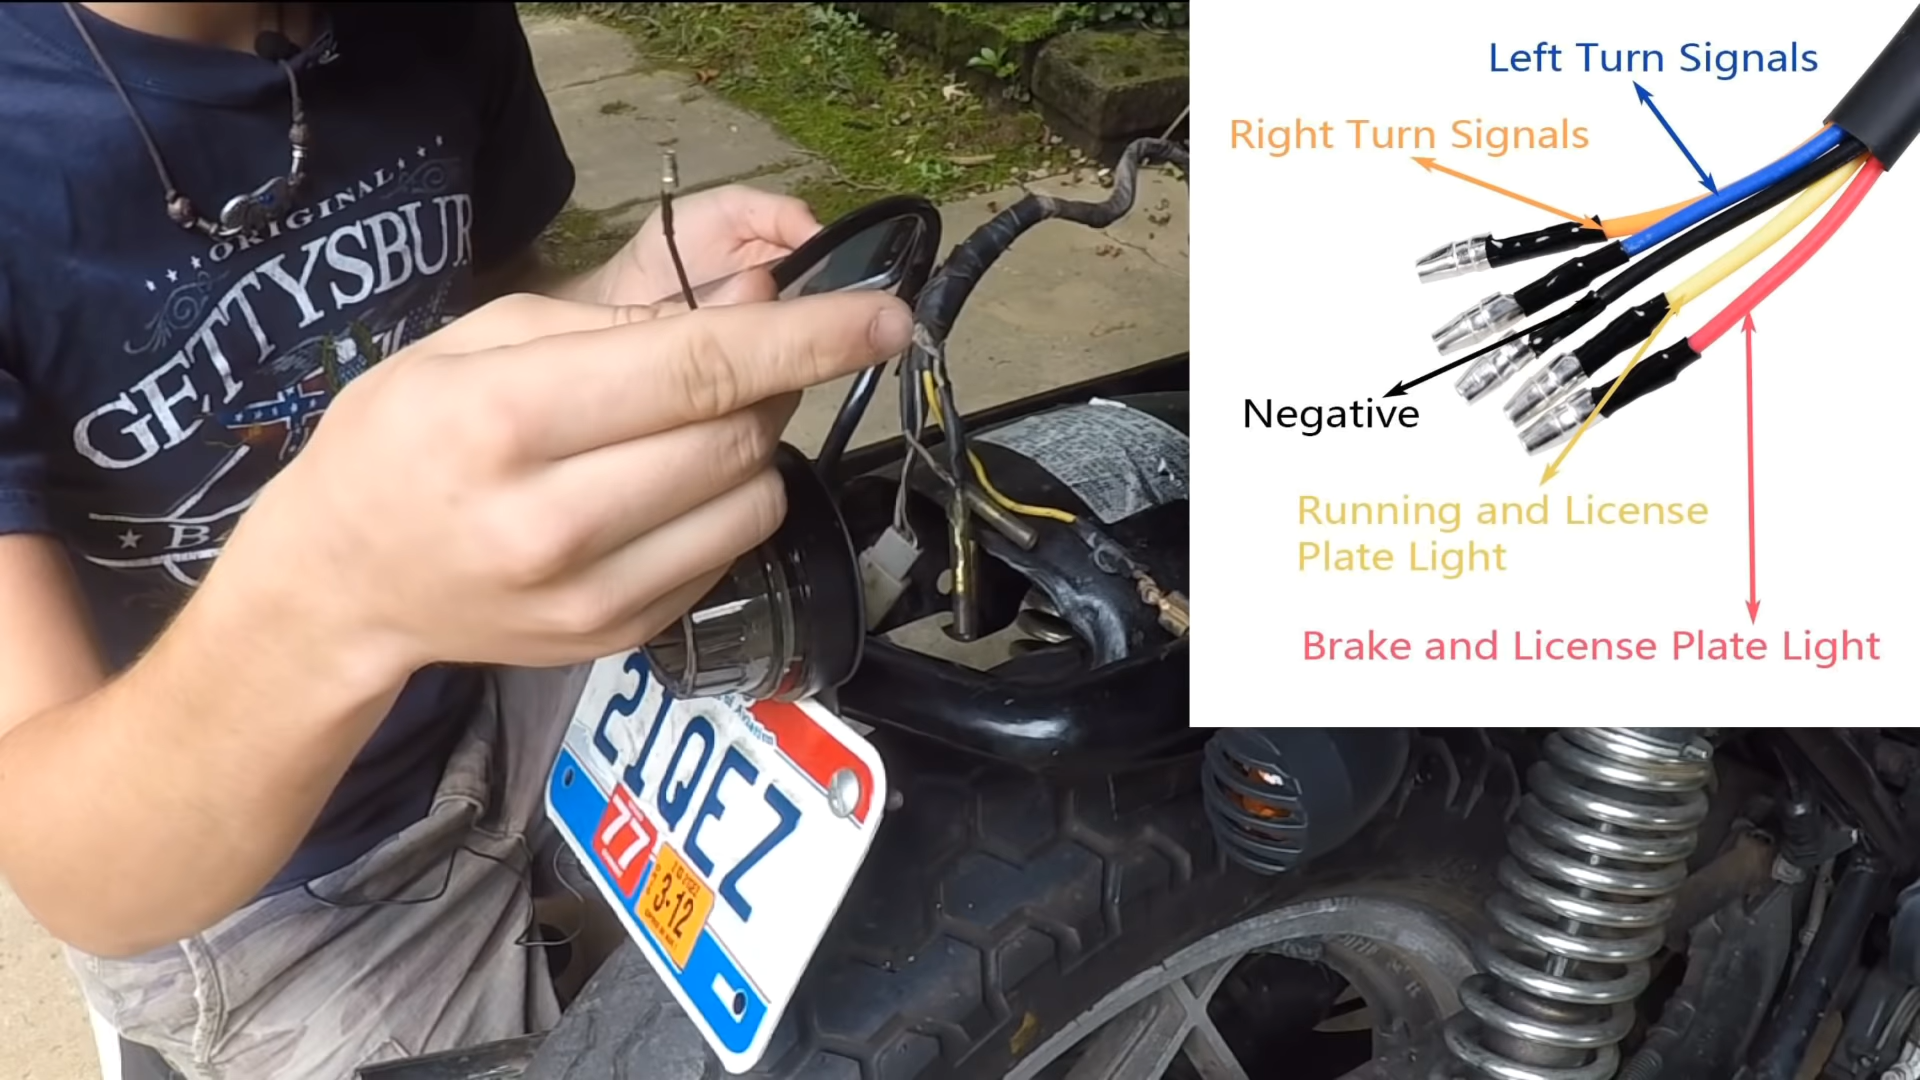 ORIGINAL
GETTYSBUR
Left Turn Signals
Right Turn Signals
Negative
Running and License
Plate Light
Brake and License Plate Light
21QEZ
77
3-12